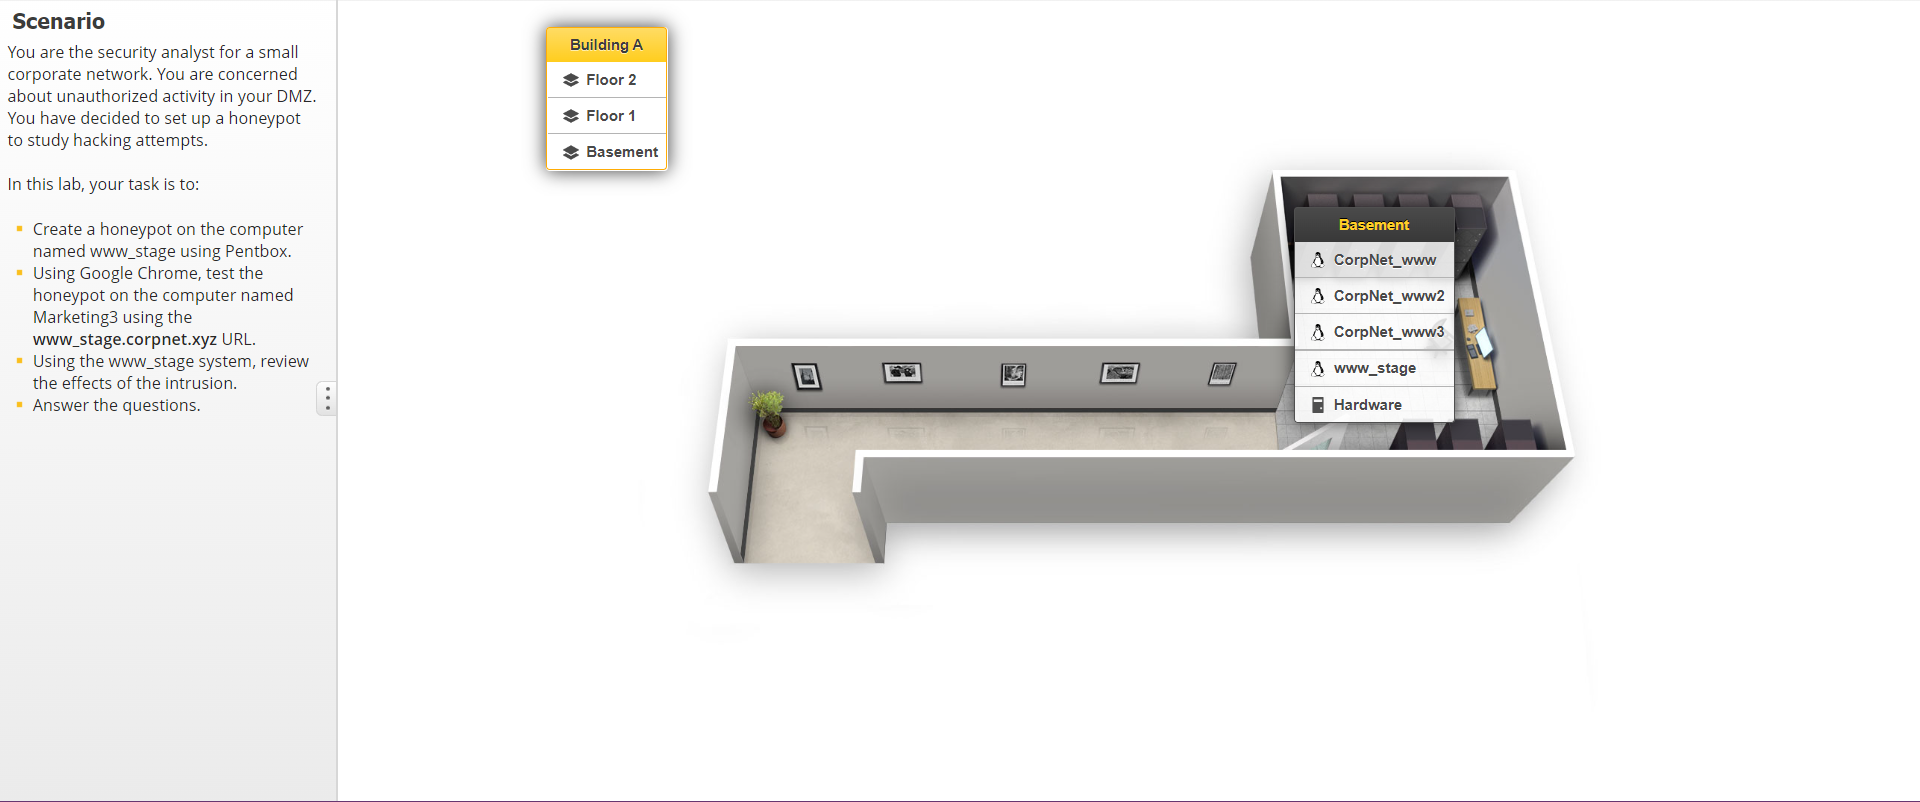 Scenario
You are the security analyst for a small
corporate network. You are concerned
about unauthorized activity in your DMZ.
You have decided to set up a honeypot
to study hacking attempts.
In this lab, your task is to:
Create a honeypot on the computer
named www_stage using Pentbox.
Using Google Chrome, test the
honeypot on the computer named
Marketing3 using the
www_stage.corpnet.xyz URL.
Using the www_stage system, review
the effects of the intrusion.
Answer the questions.
Building A
Floor 2
Floor 1
Basement
Basement
CorpNet_www
CorpNet_www2
CorpNet_www3
www_stage
Hardware